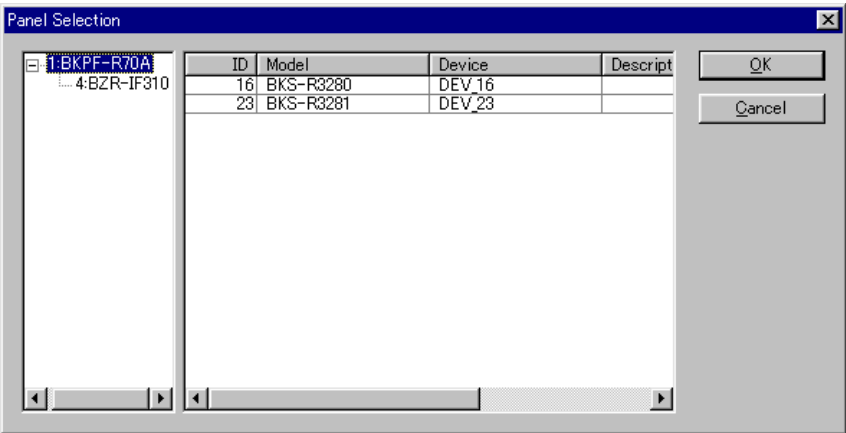 Panel Selection
1:BKPF-R70A
4:BZR-IF310
ID Model Device Descript
16 BKS-R3280 DEV_16
23 BKS-R3281 DEV_23
OK
Cancel